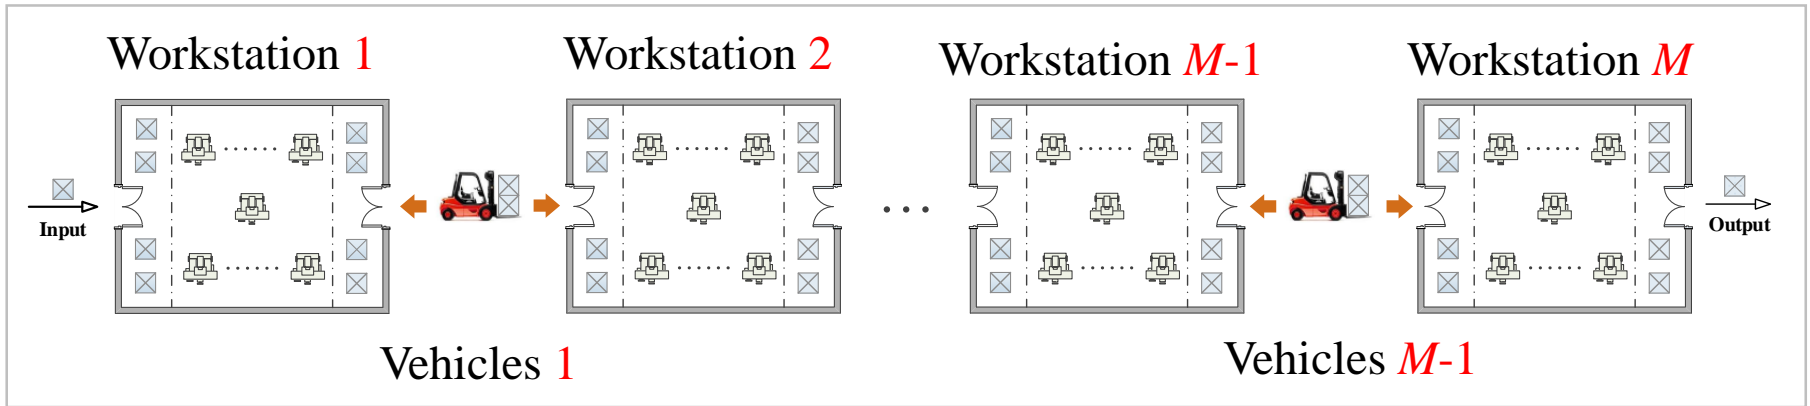 Workstation 1
Workstation 2
Workstation M-1
Workstation M
Input
...
Output
Vehicles 1
Vehicles M-1